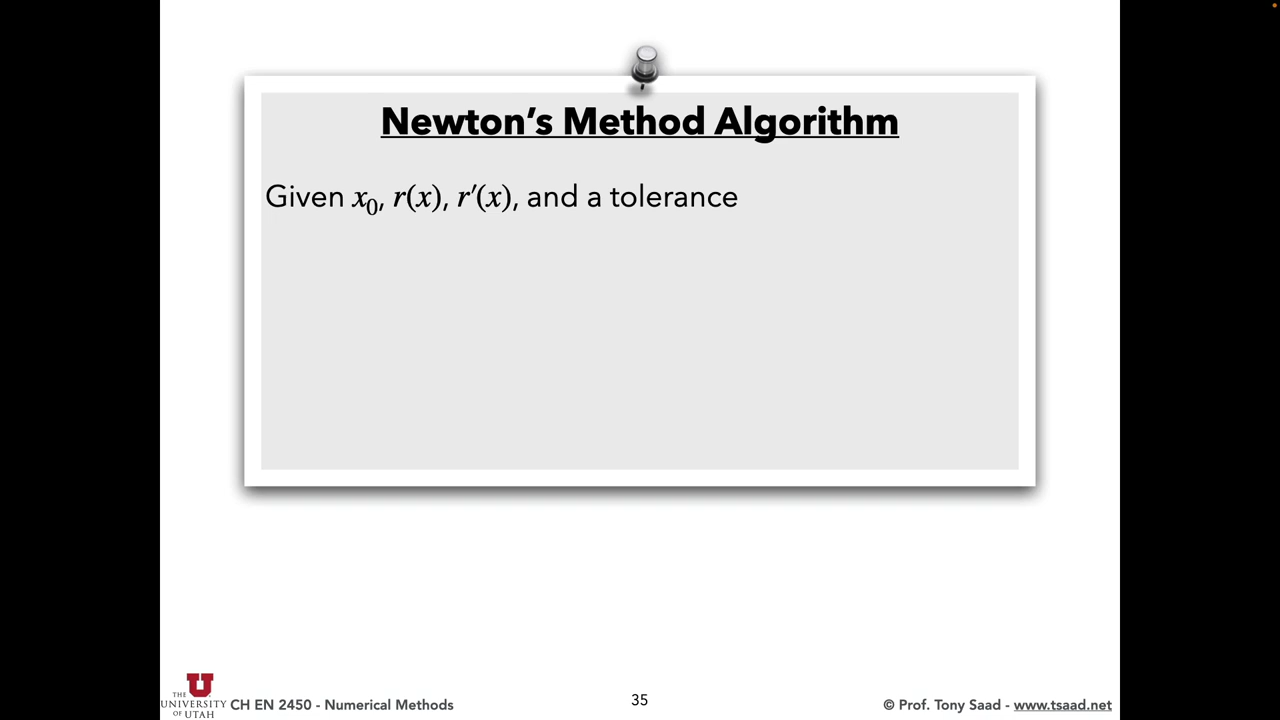 Newton’s Method Algorithm
Given x₀, r(x), r′(x), and a tolerance
U
THE
UNIVERSITY
OF UTAH
CH EN 2450 - Numerical Methods
35
© Prof. Tony Saad - www.tsaad.net